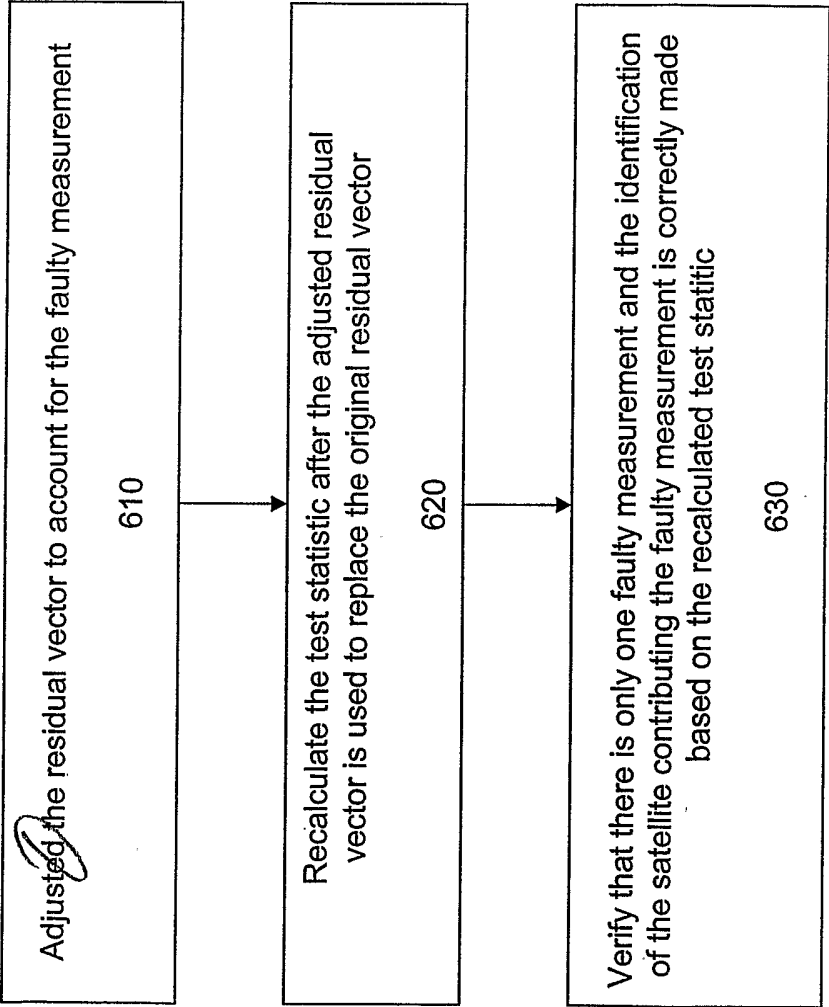 Adjusted the residual vector to account for the faulty measurement
610
Recalculate the test statistic after the adjusted residual
vector is used to replace the original residual vector
620
Verify that there is only one faulty measurement and the identification
of the satellite contributing the faulty measurement is correctly made
based on the recalculated test statitic
630